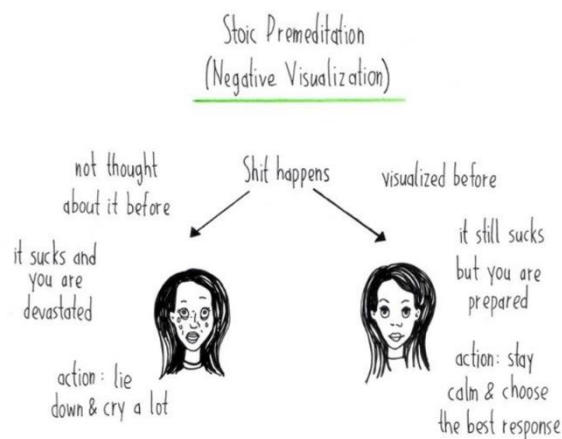 Stoic Premeditation
(Negative Visualization)
not thought
about it before
Shit happens
visualized before
it sucks and
you are
devastated
it still sucks
but you are
prepared
action: lie
down & cry a lot
action: stay
calm & choose
the best response